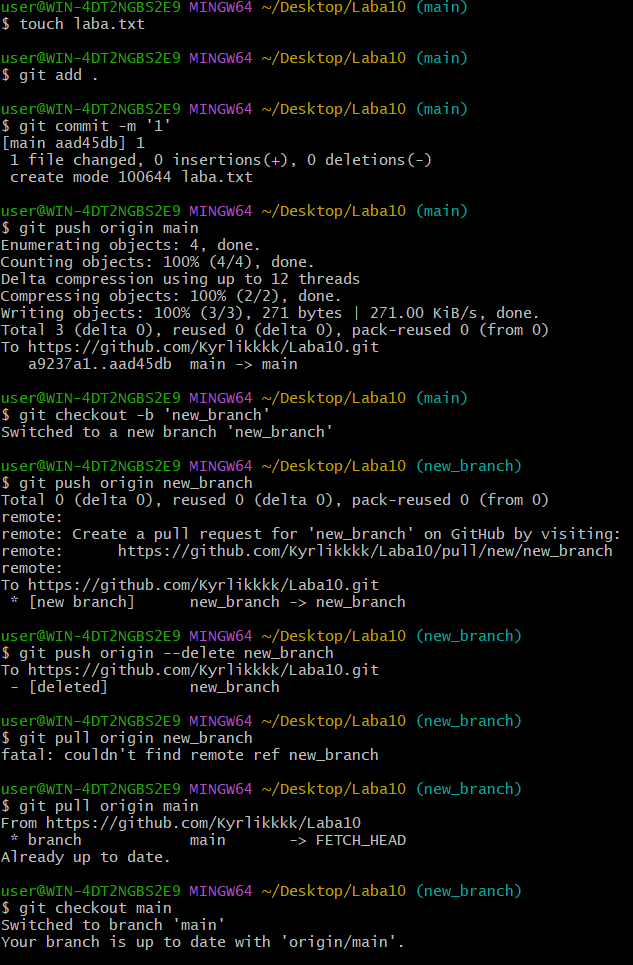 user@WIN-4DT2NGBS2E9 MINGW64 ~/Desktop/Laba10 (main)
$ touch laba.txt

user@WIN-4DT2NGBS2E9 MINGW64 ~/Desktop/Laba10 (main)
$ git add .

user@WIN-4DT2NGBS2E9 MINGW64 ~/Desktop/Laba10 (main)
$ git commit -m '1'
[main aad45db] 1
 1 file changed, 0 insertions(+), 0 deletions(-)
 create mode 100644 laba.txt

user@WIN-4DT2NGBS2E9 MINGW64 ~/Desktop/Laba10 (main)
$ git push origin main
Enumerating objects: 4, done.
Counting objects: 100% (4/4), done.
Delta compression using up to 12 threads
Compressing objects: 100% (2/2), done.
Writing objects: 100% (3/3), 271 bytes | 271.00 KiB/s, done.
Total 3 (delta 0), reused 0 (delta 0), pack-reused 0 (from 0)
To https://github.com/Kyrlikkkk/Laba10.git
   a9237a1..aad45db  main -> main

user@WIN-4DT2NGBS2E9 MINGW64 ~/Desktop/Laba10 (main)
$ git checkout -b 'new_branch'
Switched to a new branch 'new_branch'

user@WIN-4DT2NGBS2E9 MINGW64 ~/Desktop/Laba10 (new_branch)
$ git push origin new_branch
Total 0 (delta 0), reused 0 (delta 0), pack-reused 0 (from 0)
remote:
remote: Create a pull request for 'new_branch' on GitHub by visiting:
remote:      https://github.com/Kyrlikkkk/Laba10/pull/new/new_branch
remote:
To https://github.com/Kyrlikkkk/Laba10.git
 * [new branch]      new_branch -> new_branch

user@WIN-4DT2NGBS2E9 MINGW64 ~/Desktop/Laba10 (new_branch)
$ git push origin --delete new_branch
To https://github.com/Kyrlikkkk/Laba10.git
 - [deleted]         new_branch

user@WIN-4DT2NGBS2E9 MINGW64 ~/Desktop/Laba10 (new_branch)
$ git pull origin new_branch
fatal: couldn't find remote ref new_branch

user@WIN-4DT2NGBS2E9 MINGW64 ~/Desktop/Laba10 (new_branch)
$ git pull origin main
From https://github.com/Kyrlikkkk/Laba10
 * branch            main       -> FETCH_HEAD
Already up to date.

user@WIN-4DT2NGBS2E9 MINGW64 ~/Desktop/Laba10 (new_branch)
$ git checkout main
Switched to branch 'main'
Your branch is up to date with 'origin/main'.